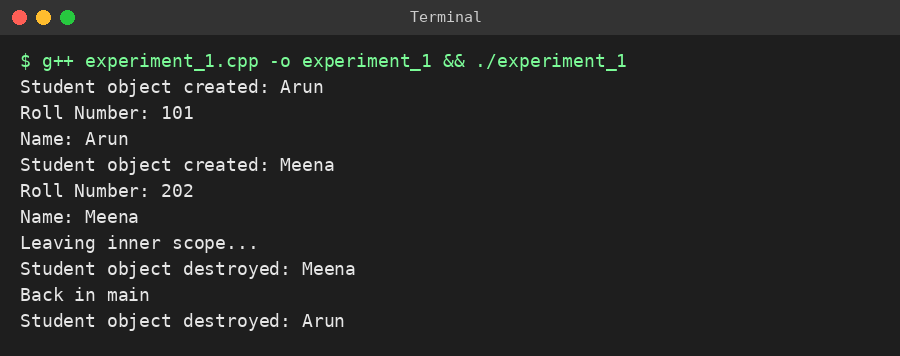 Terminal
$ g++ experiment_1.cpp -o experiment_1 && ./experiment_1
Student object created: Arun
Roll Number: 101
Name: Arun
Student object created: Meena
Roll Number: 202
Name: Meena
Leaving inner scope...
Student object destroyed: Meena
Back in main
Student object destroyed: Arun